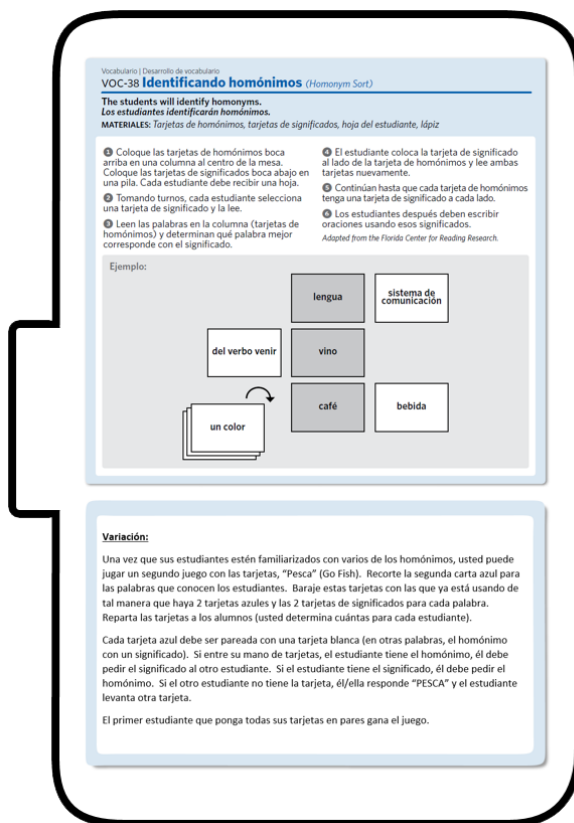 Vocabulario | Desarrollo de vocabulario
VOC-38 Identificando homónimos (Homonym Sort)
The students will identify homonyms.
Los estudiantes identificarán homónimos.
MATERIALES: Tarjetas de homónimos, tarjetas de significados, hoja del estudiante, lápiz
1 Coloque las tarjetas de homónimos boca
arriba en una columna al centro de la mesa.
Coloque las tarjetas de significados boca abajo en
una pila. Cada estudiante debe recibir una hoja.
2 Tomando turnos, cada estudiante selecciona
una tarjeta de significado y la lee.
3 Leen las palabras en la columna (tarjetas de
homónimos) y determinan qué palabra mejor
corresponde con el significado.
4 El estudiante coloca la tarjeta de significado
al lado de la tarjeta de homónimos y lee ambas
tarjetas nuevamente.
5 Continúan hasta que cada tarjeta de homónimos
tenga una tarjeta de significado a cada lado.
6 Los estudiantes después deben escribir
oraciones usando esos significados.
Adapted from the Florida Center for Reading Research.
Ejemplo:
lengua
sistema de
comunicación
del verbo venir
vino
un color
café
bebida
Variación:
Una vez que sus estudiantes estén familiarizados con varios de los homónimos, usted puede
jugar un segundo juego con las tarjetas, "Pesca" (Go Fish). Recorte la segunda carta azul para
las palabras que conocen los estudiantes. Baraje estas tarjetas con las que ya está usando de
tal manera que haya 2 tarjetas azules y las 2 tarjetas de significados para cada palabra.
Reparta las tarjetas a los alumnos (usted determina cuántas para cada estudiante).
Cada tarjeta azul debe ser pareada con una tarjeta blanca (en otras palabras, el homónimo
con un significado). Si entre su mano de tarjetas, el estudiante tiene el homónimo, él debe
pedir el significado al otro estudiante. Si el estudiante tiene el significado, él debe pedir el
homónimo. Si el otro estudiante no tiene la tarjeta, él/ella responde "PESCA" y el estudiante
levanta otra tarjeta.
El primer estudiante que ponga todas sus tarjetas en pares gana el juego.